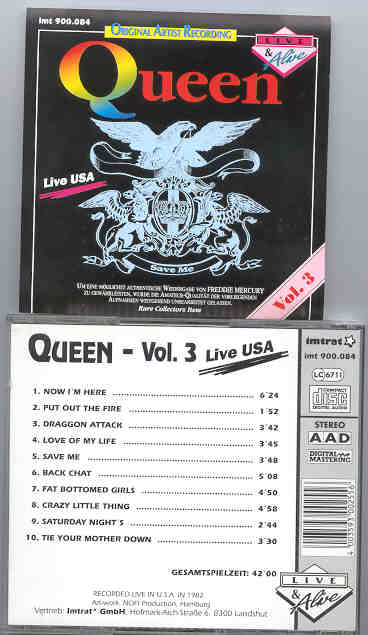 imt 900.084
ORIGINAL ARTIST RECORDING
LIVE
& Alive
Queen
Live USA
Save Me
UM EINE MÖGLICHST AUTHENTISCHE WIEDERGABE VON FREDDIE MERCURY
ZU GEWÄHRLEISTEN, WURDE DIE AMATEUR-QUALITÄT DER VORLIEGENDEN
AUFNAHMEN WEITGEHEND UNBEARBEITET GELASSEN.
Rare Collectors Item
Vol. 3
QUEEN - Vol. 3 Live USA
imtrat
imt 900.084
LC 6711
COMPACT
disc
DIGITAL AUDIO
STEREO
AAD
DIGITAL
MASTERING
1. NOW I'M HERE 6'24
2. PUT OUT THE FIRE 1'52
3. DRAGGON ATTACK 3'42
4. LOVE OF MY LIFE 3'45
5. SAVE ME 3'48
6. BACK CHAT 5'08
7. FAT BOTTOMED GIRLS 4'50
8. CRAZY LITTLE THING 4'58
9. SATURDAY NIGHT'S 2'44
10. TIE YOUR MOTHER DOWN 3'30
GESAMTSPIELZEIT: 42'00
4 003593 002516
RECORDED LIVE IN U.S.A. IN 1982
Art-work: NOFI Production, Hamburg
Vertrieb: Imtrat® GmbH, Hofmark-Aich-Straße 6, 8300 Landshut
LIVE
& Alive